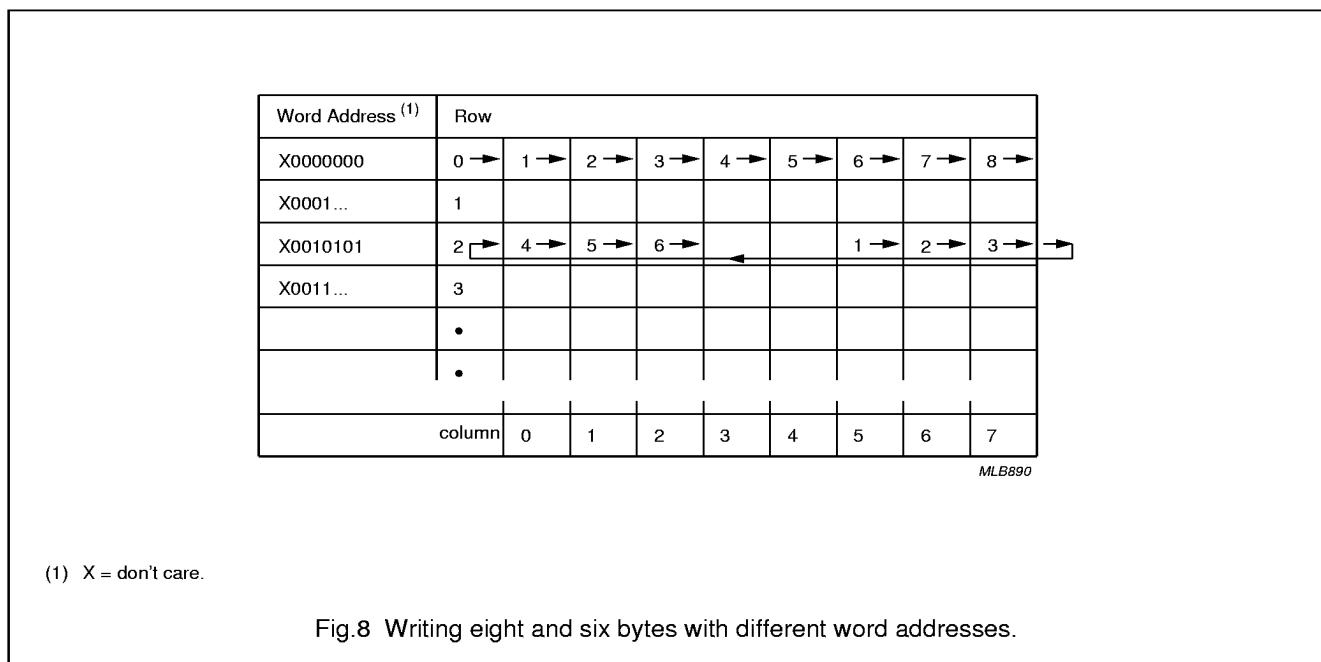 Word Address (1) Row
X0000000 0 1 2 3 4 5 6 7 8
X0001... 1
X0010101 2 4 5 6 1 2 3
X0011... 3
•
•
column 0 1 2 3 4 5 6 7
MLB890
(1) X = don't care.
Fig.8 Writing eight and six bytes with different word addresses.